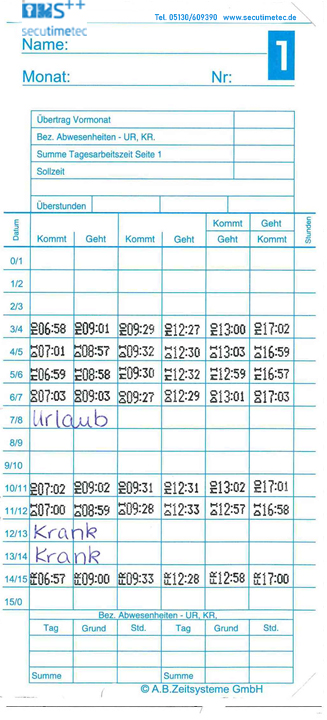 S++
secutimetec
Tel. 05130/609390 www.secutimetec.de
Name:
Monat: Nr:
1
Übertrag Vormonat
Bez. Abwesenheiten - UR, KR.
Summe Tagesarbeitszeit Seite 1
Sollzeit
Überstunden
Datum Kommt Geht Stunden
Kommt Geht Kommt Geht Geht Kommt
0/1
1/2
2/3
3/4 MO06:58 MO09:01 MO09:29 MO12:27 MO13:00 MO17:02
4/5 DI07:01 DI08:57 DI09:32 DI12:30 DI13:03 DI16:59
5/6 MI06:59 MI08:58 MI09:30 MI12:32 MI12:59 MI16:57
6/7 DO07:03 DO09:03 DO09:27 DO12:29 DO13:01 DO17:03
7/8 Urlaub
8/9
9/10
10/11 MO07:02 MO09:02 MO09:31 MO12:31 MO13:02 MO17:01
11/12 DI07:00 DI08:59 DI09:28 DI12:33 DI12:57 DI16:58
12/13 Krank
13/14 Krank
14/15 FR06:57 FR09:00 FR09:33 FR12:28 FR12:58 FR17:00
15/0
Bez. Abwesenheiten - UR, KR,
Tag Grund Std. Tag Grund Std.
Summe Summe
© A.B.Zeitsysteme GmbH